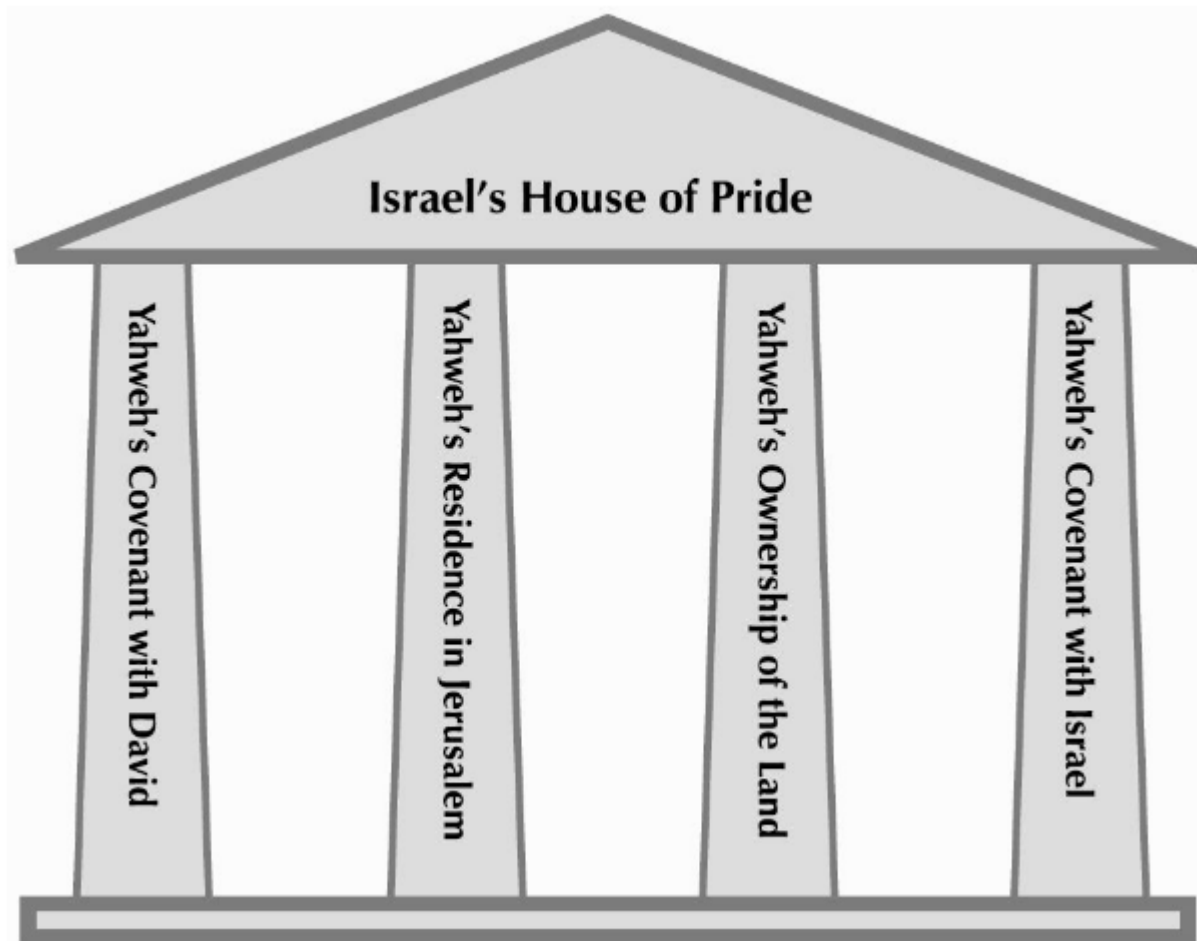 Israel’s House of Pride
Yahweh’s Covenant with David
Yahweh’s Residence in Jerusalem
Yahweh’s Ownership of the Land
Yahweh’s Covenant with Israel